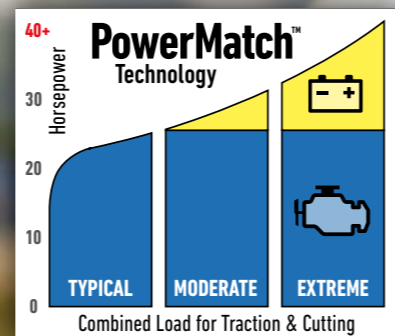 PowerMatch™
Technology
Horsepower
40+
30
20
10
0
TYPICAL
MODERATE
EXTREME
Combined Load for Traction & Cutting